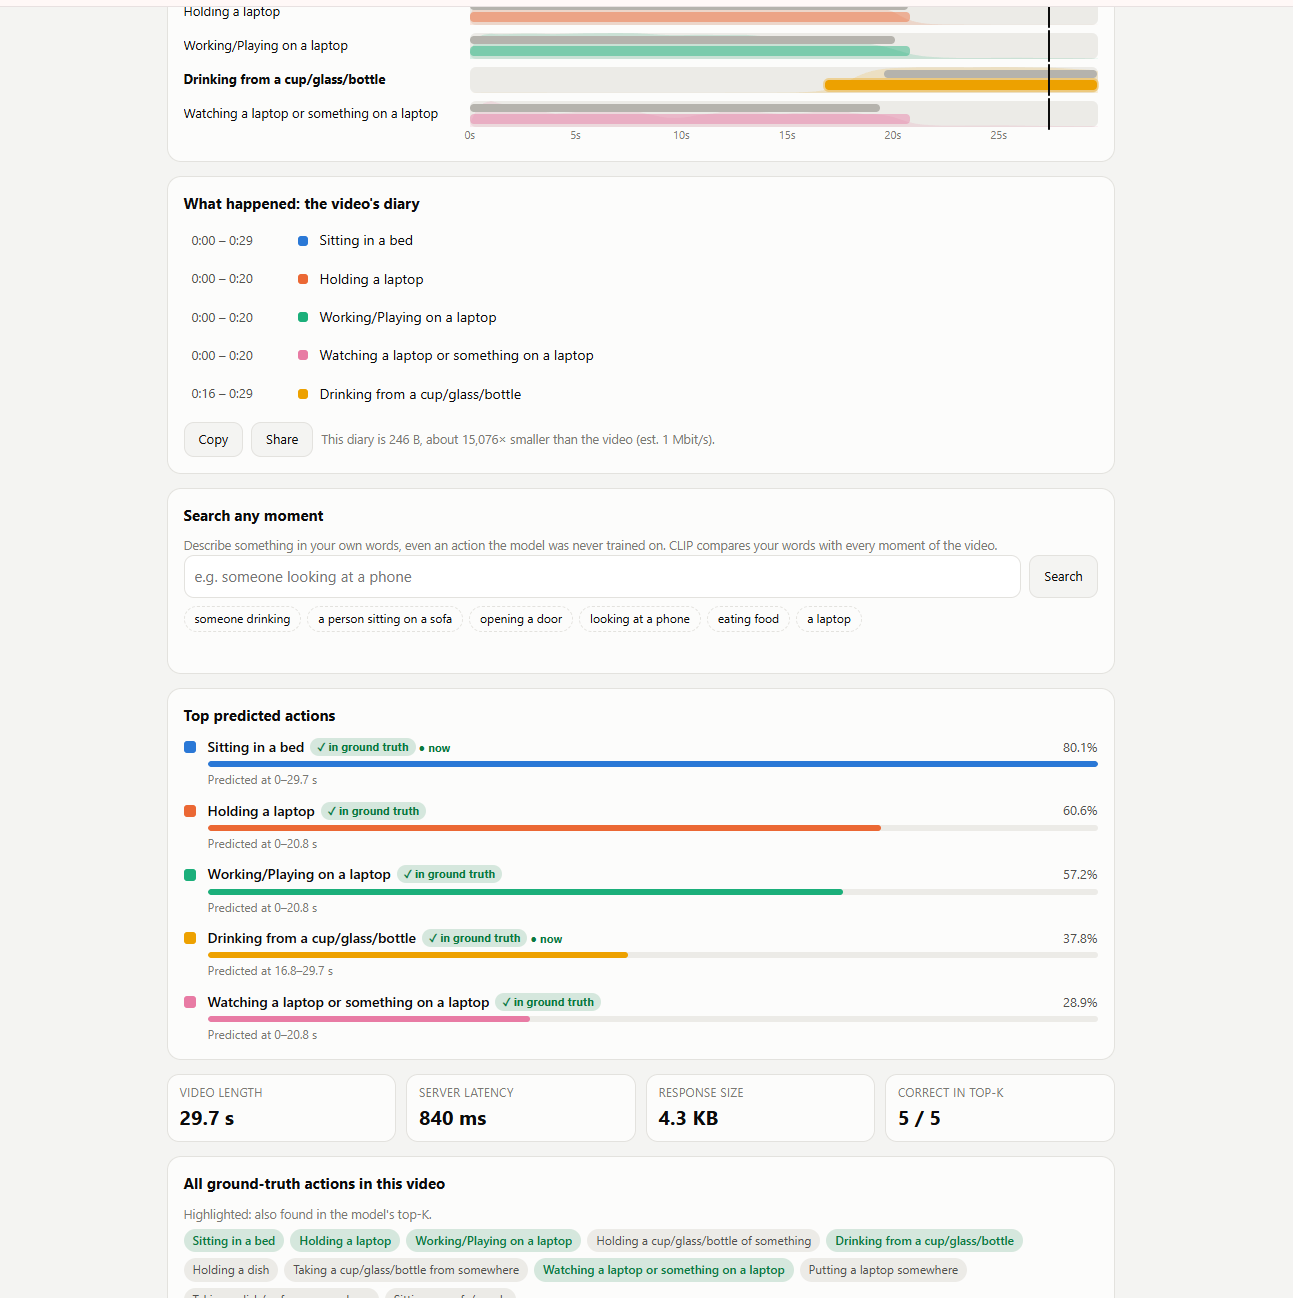 Holding a laptop
Working/Playing on a laptop
Drinking from a cup/glass/bottle
Watching a laptop or something on a laptop
0s 5s 10s 15s 20s 25s
What happened: the video's diary
0:00 – 0:29 Sitting in a bed
0:00 – 0:20 Holding a laptop
0:00 – 0:20 Working/Playing on a laptop
0:00 – 0:20 Watching a laptop or something on a laptop
0:16 – 0:29 Drinking from a cup/glass/bottle
Copy Share This diary is 246 B, about 15,076× smaller than the video (est. 1 Mbit/s).
Search any moment
Describe something in your own words, even an action the model was never trained on. CLIP compares your words with every moment of the video.
e.g. someone looking at a phone Search
someone drinking a person sitting on a sofa opening a door looking at a phone eating food a laptop
Top predicted actions
Sitting in a bed ✓ in ground truth • now 80.1%
Predicted at 0–29.7 s
Holding a laptop ✓ in ground truth 60.6%
Predicted at 0–20.8 s
Working/Playing on a laptop ✓ in ground truth 57.2%
Predicted at 0–20.8 s
Drinking from a cup/glass/bottle ✓ in ground truth • now 37.8%
Predicted at 16.8–29.7 s
Watching a laptop or something on a laptop ✓ in ground truth 28.9%
Predicted at 0–20.8 s
VIDEO LENGTH SERVER LATENCY RESPONSE SIZE CORRECT IN TOP-K
29.7 s 840 ms 4.3 KB 5 / 5
All ground-truth actions in this video
Highlighted: also found in the model's top-K.
Sitting in a bed Holding a laptop Working/Playing on a laptop Holding a cup/glass/bottle of something Drinking from a cup/glass/bottle
Holding a dish Taking a cup/glass/bottle from somewhere Watching a laptop or something on a laptop Putting a laptop somewhere